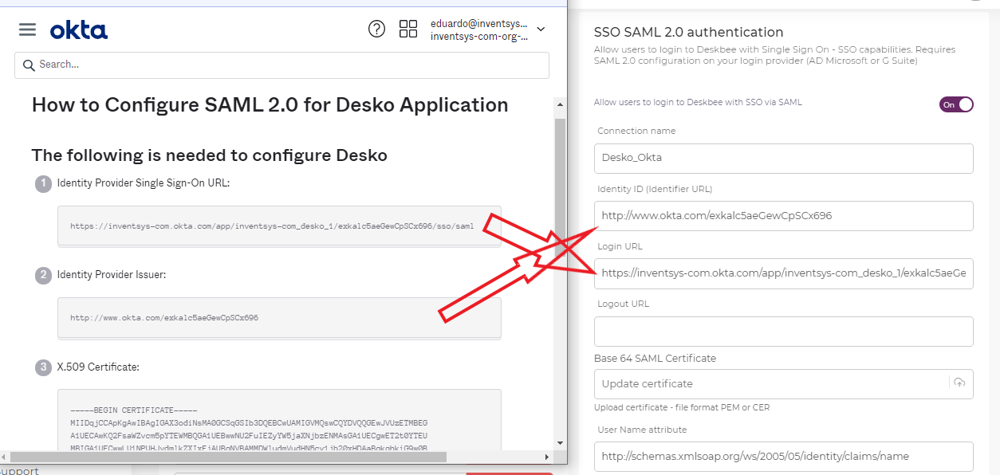 okta
eduardo@inventsys...
inventsys-com-org-...
Search...
How to Configure SAML 2.0 for Desko Application
The following is needed to configure Desko
1 Identity Provider Single Sign-On URL:
https://inventsys-com.okta.com/app/inventsys-com_desko_1/exkalc5aeGewCpSCx696/sso/saml
2 Identity Provider Issuer:
http://www.okta.com/exkalc5aeGewCpSCx696
3 X.509 Certificate:
-----BEGIN CERTIFICATE-----
MIIDqjCCApKgAwIBAgIGAX3odiNsMA0GCSqGSIb3DQEBCwUAMIGVMQswCQYDVQQGEwJVUzETMBEG
A1UECAwKQ2FsaWZvcm5pYTEWMBQGA1UEBwwNU2FuIEZyYW5jaXNjbzENMAsGA1UECgwET2t0YTEU
SSO SAML 2.0 authentication
Allow users to login to Deskbee with Single Sign On - SSO capabilities. Requires
SAML 2.0 configuration on your login provider (AD Microsoft or G Suite)
Allow users to login to Deskbee with SSO via SAML
On
Connection name
Desko_Okta
Identity ID (Identifier URL)
http://www.okta.com/exkalc5aeGewCpSCx696
Login URL
https://inventsys-com.okta.com/app/inventsys-com_desko_1/exkalc5aeGe
Logout URL
Base 64 SAML Certificate
Update certificate
Upload certificate - file format PEM or CER
User Name attribute
http://schemas.xmlsoap.org/ws/2005/05/identity/claims/name
upport